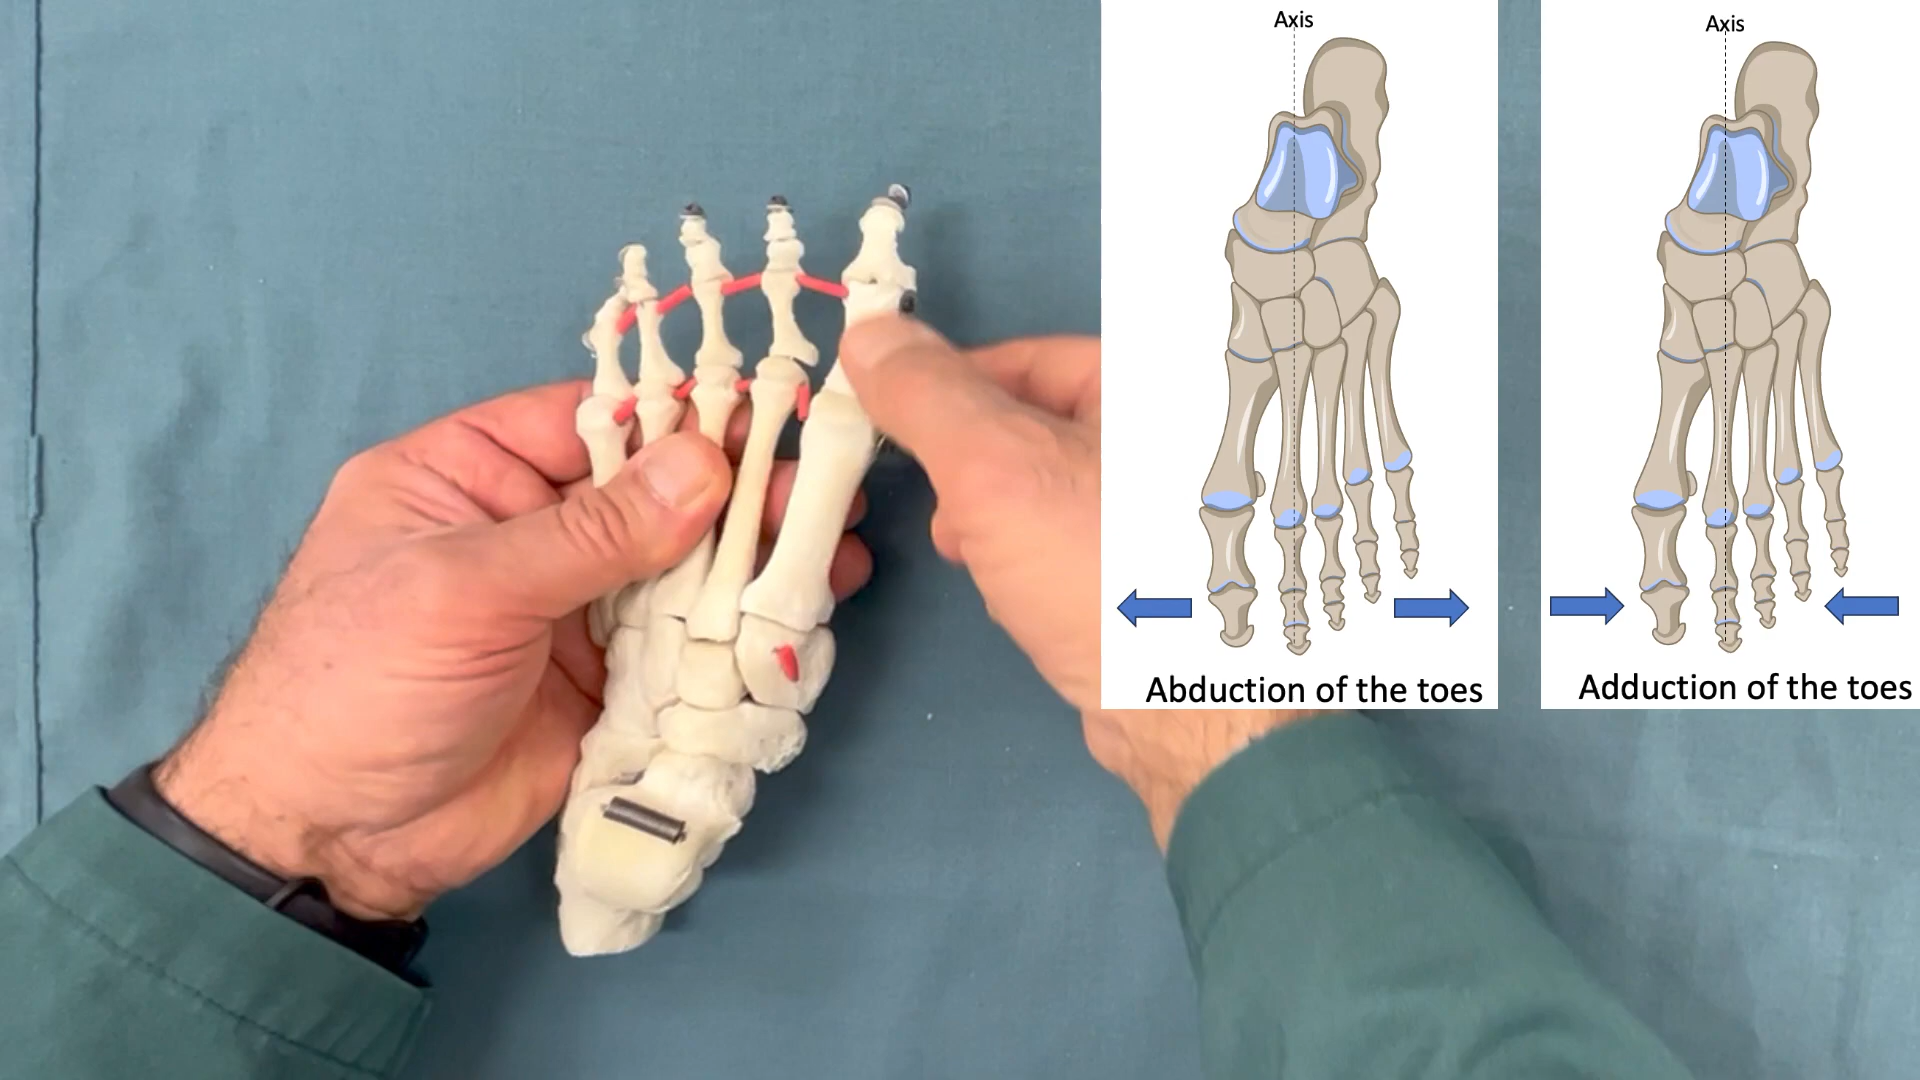 Axis
Abduction of the toes
Axis
Adduction of the toes